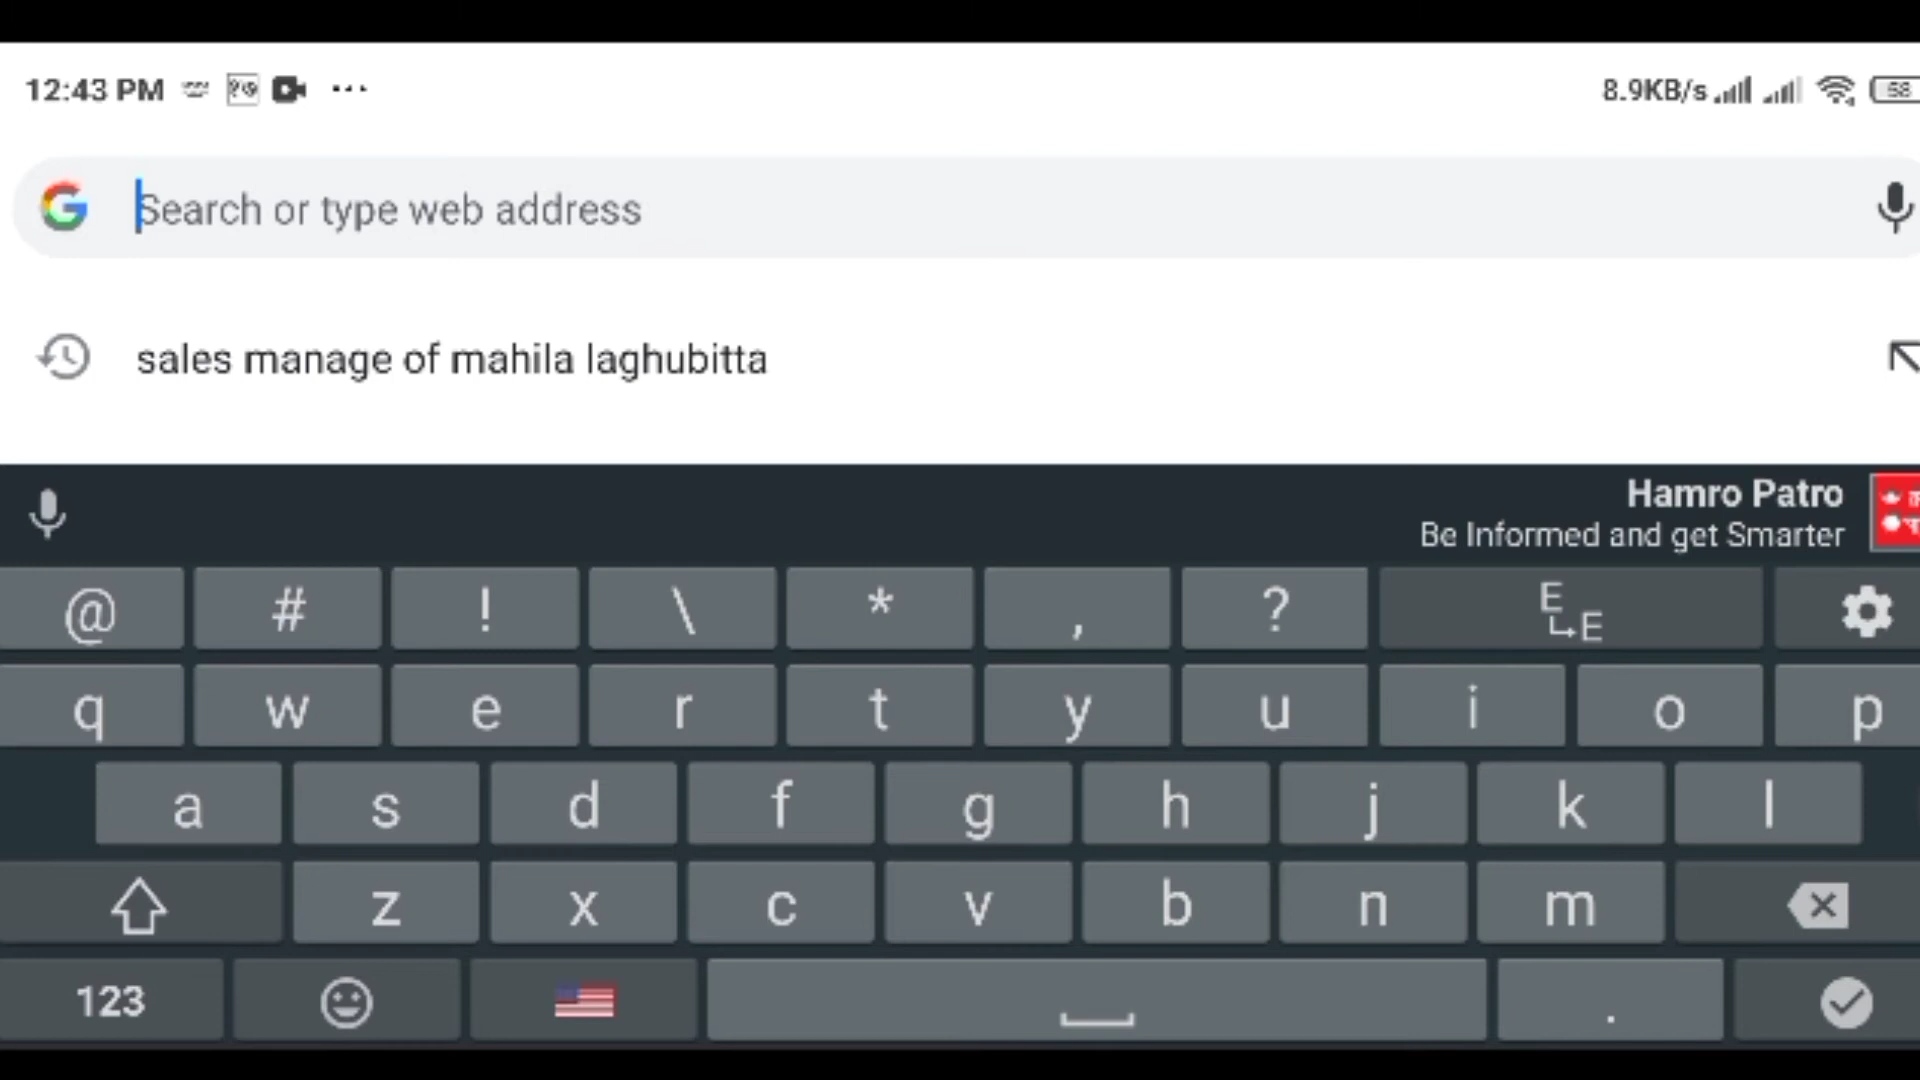 12:43 PM
8.9KB/s
58
Search or type web address
sales manage of mahila laghubitta
Hamro Patro
Be Informed and get Smarter
@ # ! \ * , ? E E
q w e r t y u i o p
a s d f g h j k l
z x c v b n m
123 .